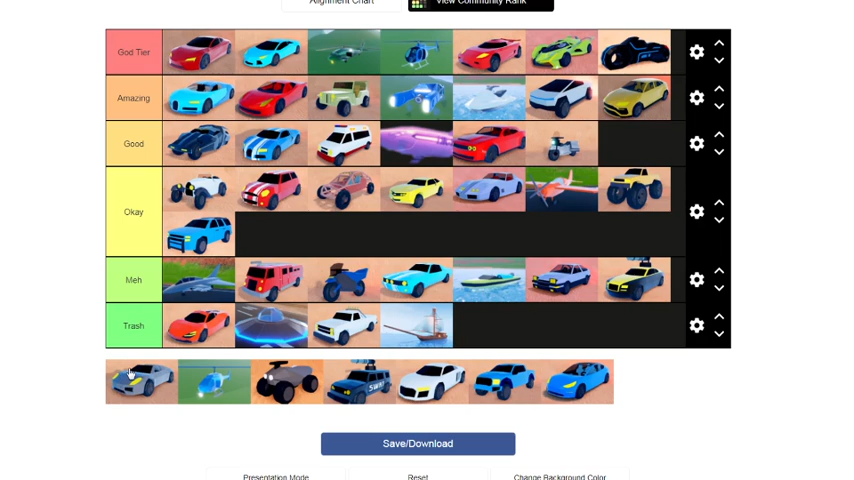 Alignment Chart
View Community Rank
God Tier
Amazing
Good
Okay
Meh
Trash
SWAT
Save/Download
Presentation Mode
Reset
Change Background Color